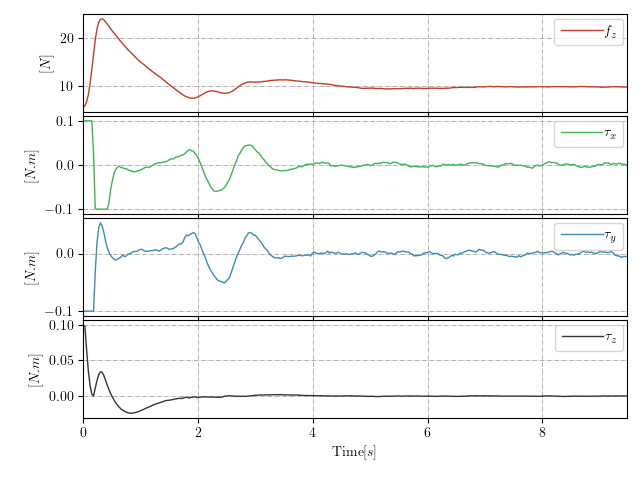 [N]
20
10
f_z
[N.m]
0.1
0.0
−0.1
τ_x
[N.m]
0.0
−0.1
τ_y
[N.m]
0.10
0.05
0.00
τ_z
0 2 4 6 8
Time[s]